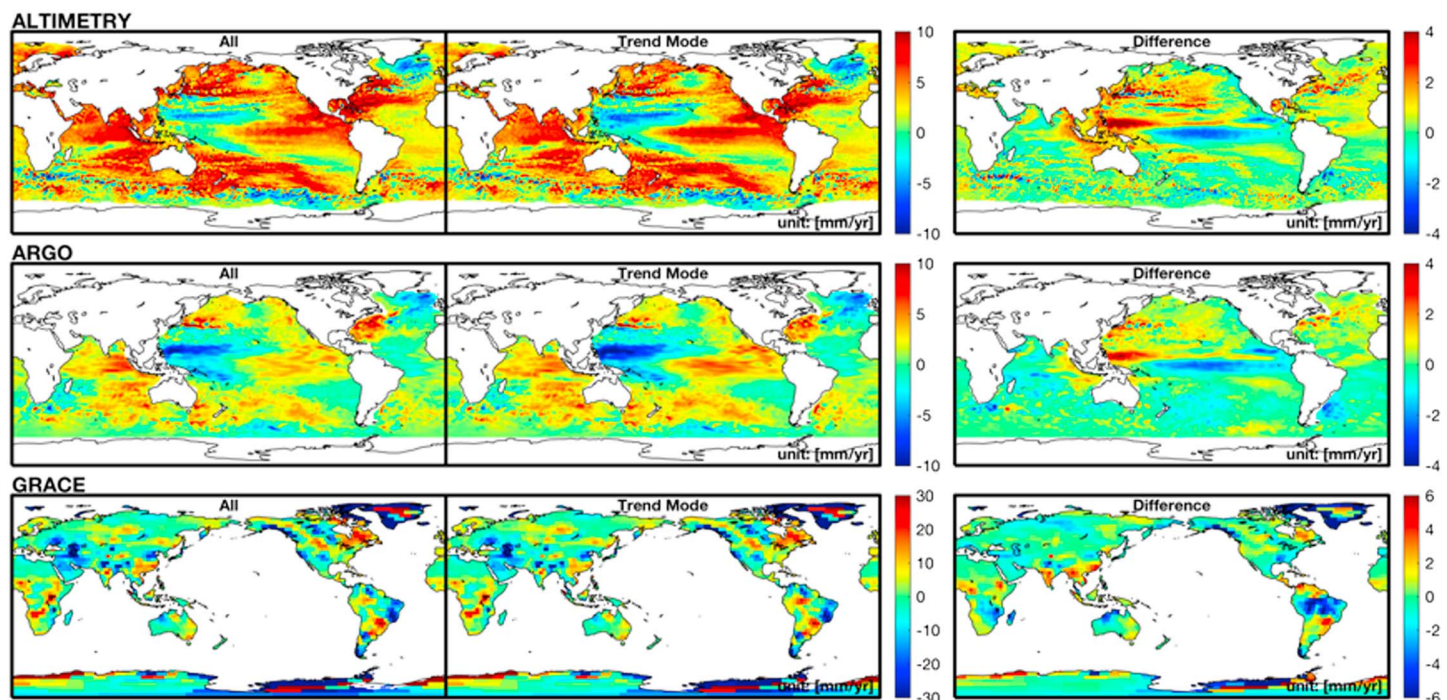 ALTIMETRY
All
Trend Mode
unit: [mm/yr]
10
5
0
-5
-10
Difference
unit: [mm/yr]
4
2
0
-2
-4
ARGO
All
Trend Mode
unit: [mm/yr]
10
5
0
-5
-10
Difference
unit: [mm/yr]
4
2
0
-2
-4
GRACE
All
Trend Mode
unit: [mm/yr]
30
20
10
0
-10
-20
-30
Difference
unit: [mm/yr]
6
4
2
0
-2
-4
-6